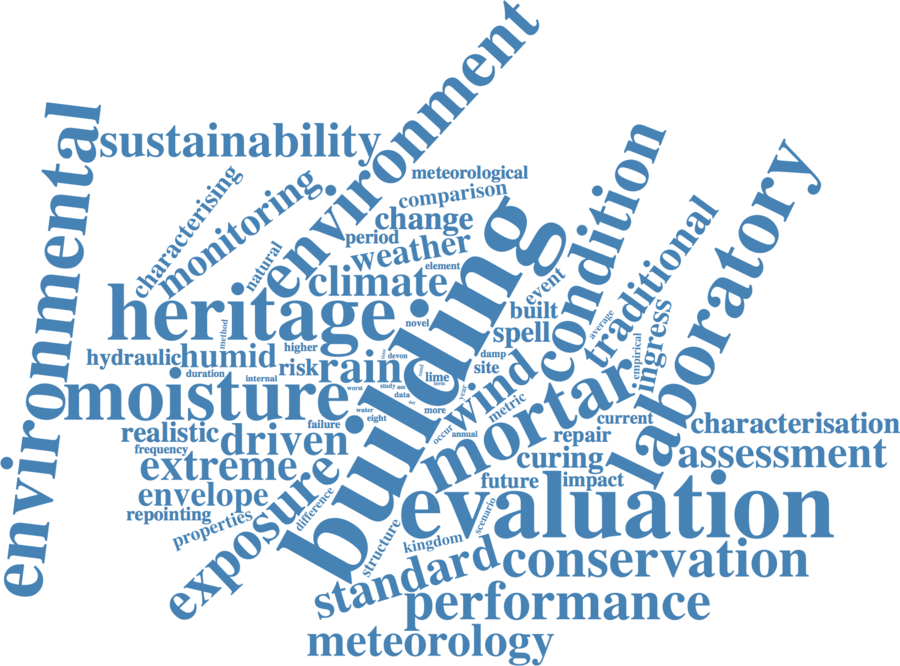 environment
environmental
sustainability
condition
laboratory
characterising
monitoring
meteorological
comparison
change
period
weather
element
natural
climate
building
traditional
heritage
novel
event
built
spell
average
ingress
empirical
method
hydraulic
humid
higher
risk
rain
devon
damp
site
wind
duration
internal
moisture
worst
study
data
lime
term
year
metric
mortar
day
more
water
eight
failure
occur
annual
current
characterisation
realistic
driven
frequency
repair
curing
assessment
extreme
envelope
exposure
difference
future
impact
evaluation
repointing
properties
structure
kingdom
scenario
standard
conservation
performance
meteorology